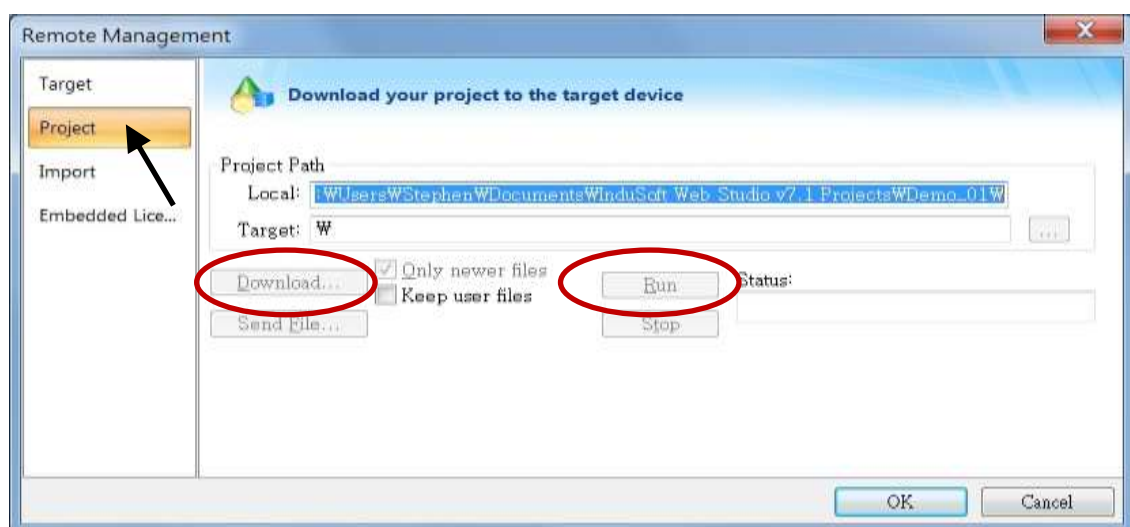 Remote Management
Target
Project
Import
Embedded Lice...
Download your project to the target device
Project Path
Local: :₩Users₩Stephen₩Documents₩InduSoft Web Studio v7.1 Projects₩Demo_01₩
Target: ₩ ...
Download... Only newer files Run Status:
Keep user files
Send File... Stop
OK Cancel